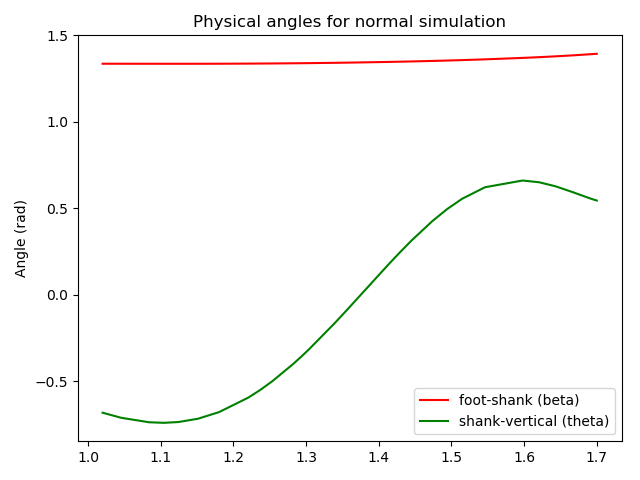 Physical angles for normal simulation
Angle (rad)
1.5
1.0
0.5
0.0
−0.5
foot-shank (beta)
shank-vertical (theta)
1.0 1.1 1.2 1.3 1.4 1.5 1.6 1.7